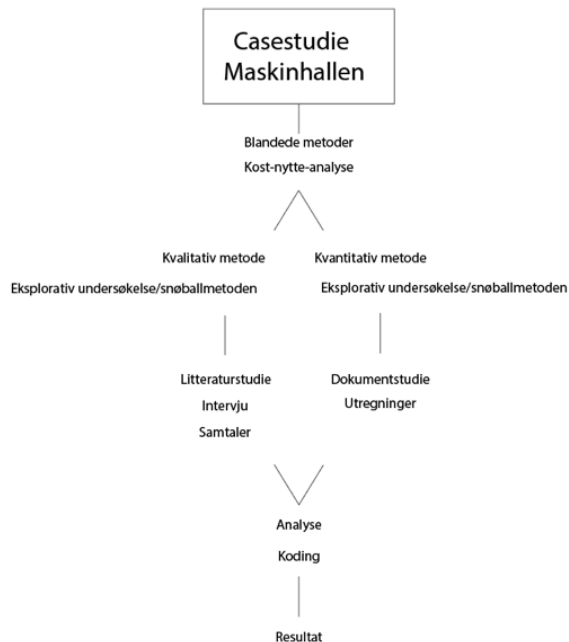 Casestudie
Maskinhallen
Blandede metoder
Kost-nytte-analyse
Kvalitativ metode
Eksplorativ undersøkelse/snøballmetoden
Kvantitativ metode
Eksplorativ undersøkelse/snøballmetoden
Litteraturstudie
Intervju
Samtaler
Dokumentstudie
Utregninger
Analyse
Koding
Resultat